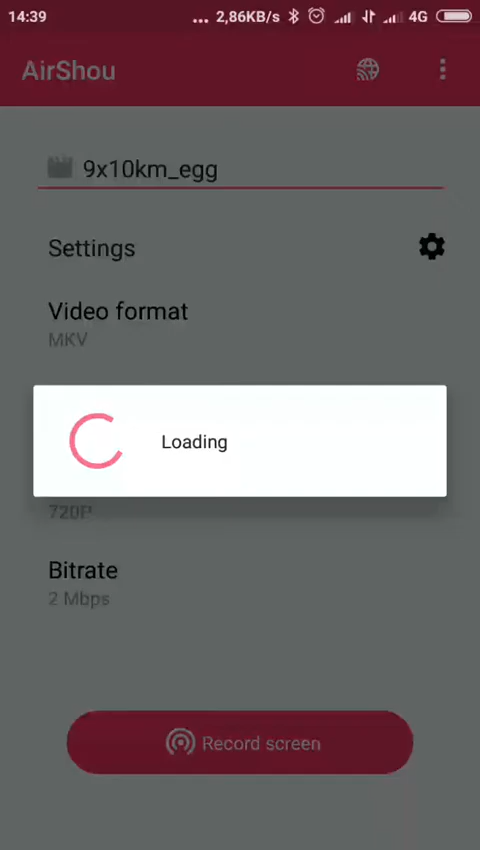 14:39
... 2,86KB/s 4G
AirShou
9x10km_egg
Settings
Video format
MKV
Loading
720P
Bitrate
2 Mbps
Record screen